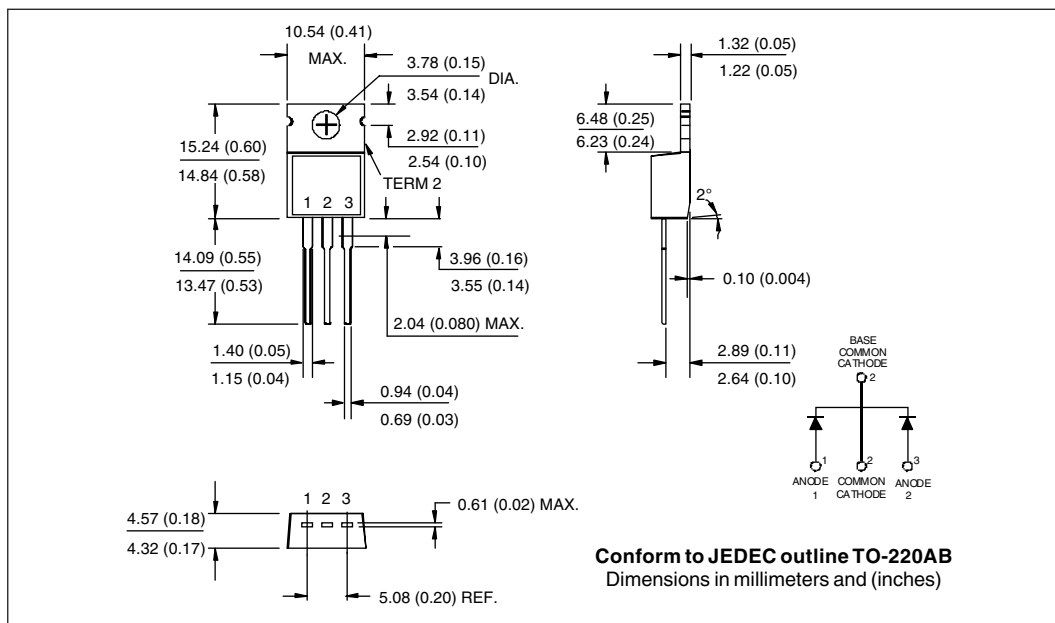 10.54 (0.41)
MAX.
3.78 (0.15)
3.54 (0.14)
DIA.
2.92 (0.11)
2.54 (0.10)
TERM 2
15.24 (0.60)
14.84 (0.58)
1 2 3
14.09 (0.55)
13.47 (0.53)
3.96 (0.16)
3.55 (0.14)
2.04 (0.080) MAX.
1.40 (0.05)
1.15 (0.04)
0.94 (0.04)
0.69 (0.03)
1.32 (0.05)
1.22 (0.05)
6.48 (0.25)
6.23 (0.24)
2°
0.10 (0.004)
2.89 (0.11)
2.64 (0.10)
BASE
COMMON
CATHODE
2
1 2 3
ANODE
1
COMMON
CATHODE
ANODE
2
1 2 3
4.57 (0.18)
4.32 (0.17)
0.61 (0.02) MAX.
5.08 (0.20) REF.
Conform to JEDEC outline TO-220AB
Dimensions in millimeters and (inches)